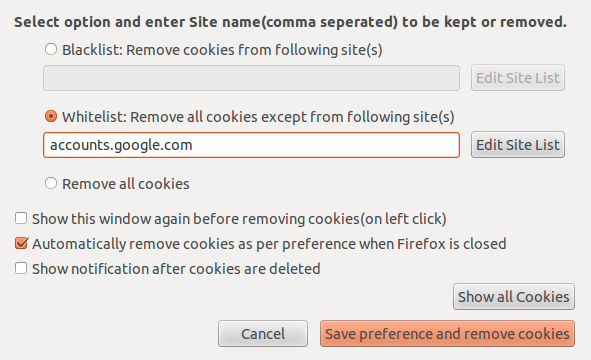 Select option and enter Site name(comma seperated) to be kept or removed.
Blacklist: Remove cookies from following site(s)
Edit Site List
Whitelist: Remove all cookies except from following site(s)
accounts.google.com
Edit Site List
Remove all cookies
Show this window again before removing cookies(on left click)
Automatically remove cookies as per preference when Firefox is closed
Show notification after cookies are deleted
Show all Cookies
Cancel
Save preference and remove cookies